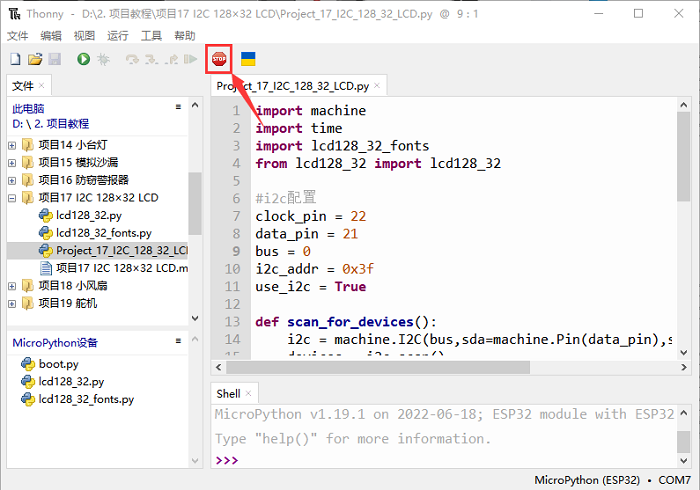 Thonny - D:\2. 项目教程\项目17 I2C 128×32 LCD\Project_17_I2C_128_32_LCD.py @ 9 : 1
文件 编辑 视图 运行 工具 帮助
STOP
文件 ×
此电脑
D: \ 2. 项目教程
项目14 小台灯
项目15 模拟沙漏
项目16 防窃警报器
项目17 I2C 128×32 LCD
lcd128_32.py
lcd128_32_fonts.py
Project_17_I2C_128_32_LC
项目17 I2C 128×32 LCD.m
项目18 小风扇
项目19 舵机
MicroPython设备
boot.py
lcd128_32.py
lcd128_32_fonts.py
Project_17_I2C_128_32_LCD.py ×
1 import machine
2 import time
3 import lcd128_32_fonts
4 from lcd128_32 import lcd128_32
5
6 #i2c配置
7 clock_pin = 22
8 data_pin = 21
9 bus = 0
10 i2c_addr = 0x3f
11 use_i2c = True
12
13 def scan_for_devices():
14 i2c = machine.I2C(bus,sda=machine.Pin(data_pin),s
15 devices = i2c.scan()
Shell ×
MicroPython v1.19.1 on 2022-06-18; ESP32 module with ESP32
Type "help()" for more information.
>>>
MicroPython (ESP32) • COM7